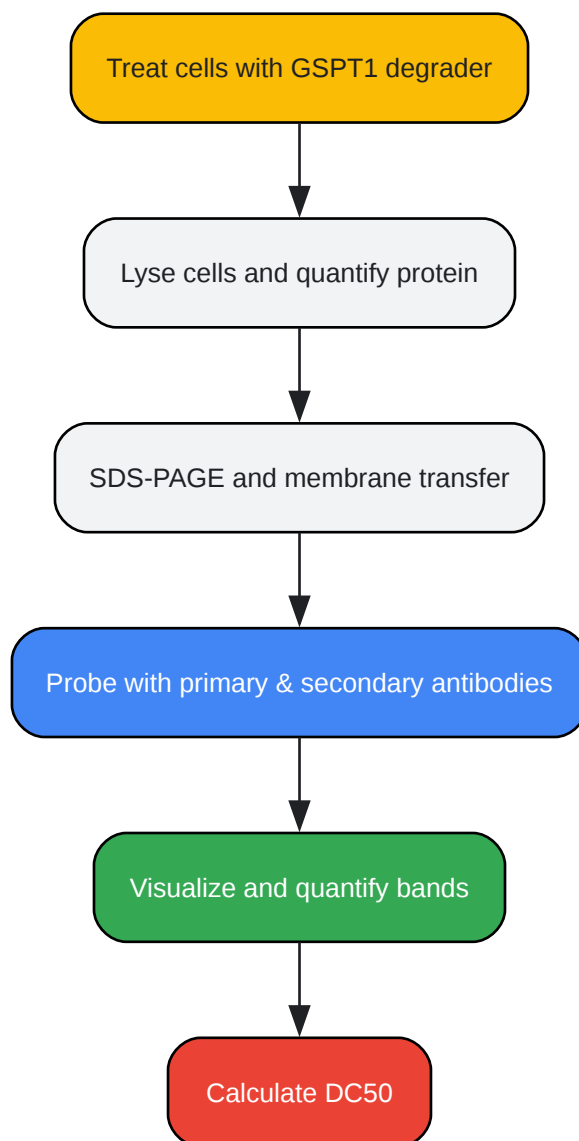 Treat cells with GSPT1 degrader
Lyse cells and quantify protein
SDS-PAGE and membrane transfer
Probe with primary & secondary antibodies
Visualize and quantify bands
Calculate DC50